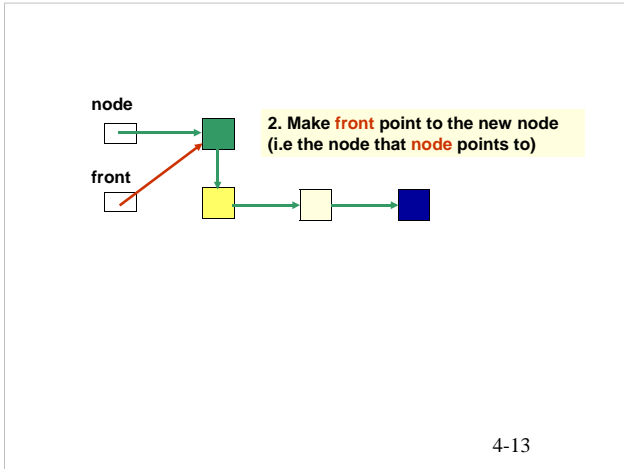 node
2. Make front point to the new node
(i.e the node that node points to)
front
4-13